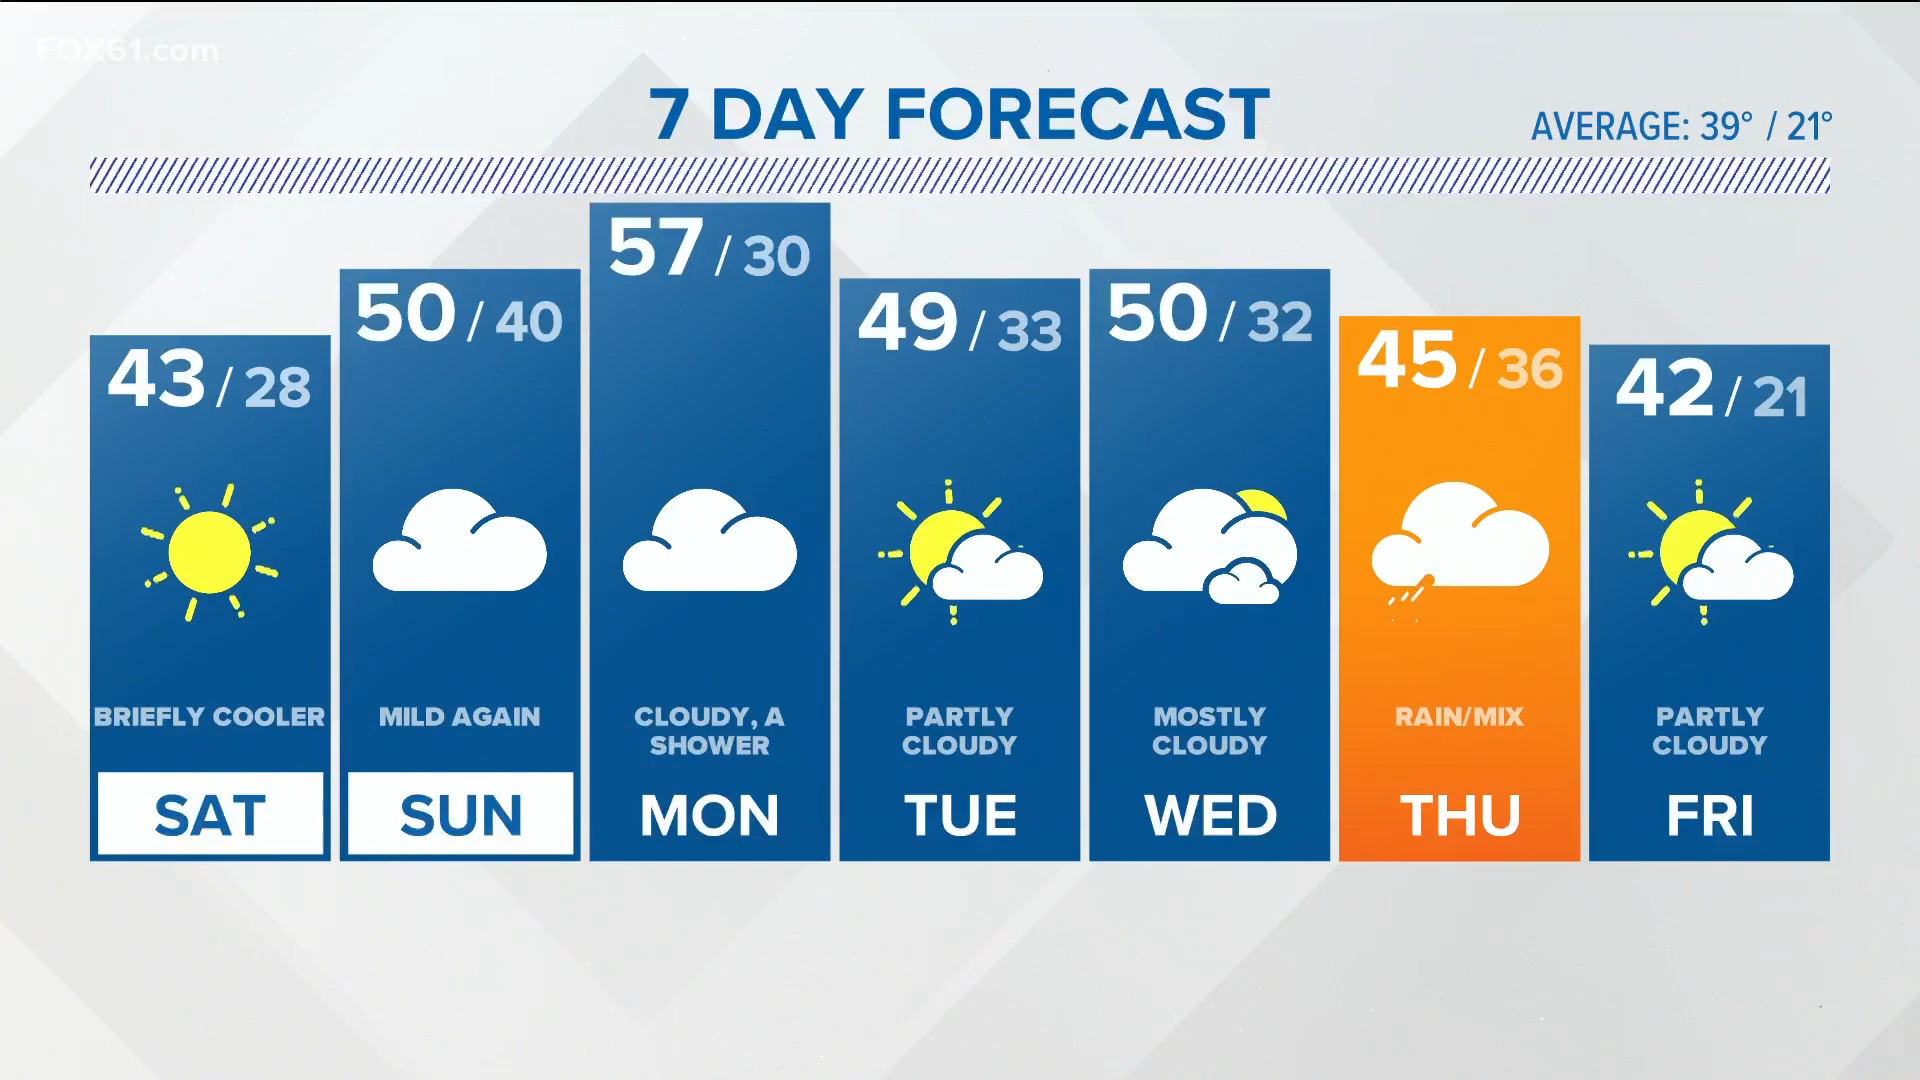 FOX61.com
7 DAY FORECAST
AVERAGE: 39° / 21°
43 / 28
BRIEFLY COOLER
SAT
50 / 40
MILD AGAIN
SUN
57 / 30
CLOUDY, A
SHOWER
MON
49 / 33
PARTLY
CLOUDY
TUE
50 / 32
MOSTLY
CLOUDY
WED
45 / 36
RAIN/MIX
THU
42 / 21
PARTLY
CLOUDY
FRI